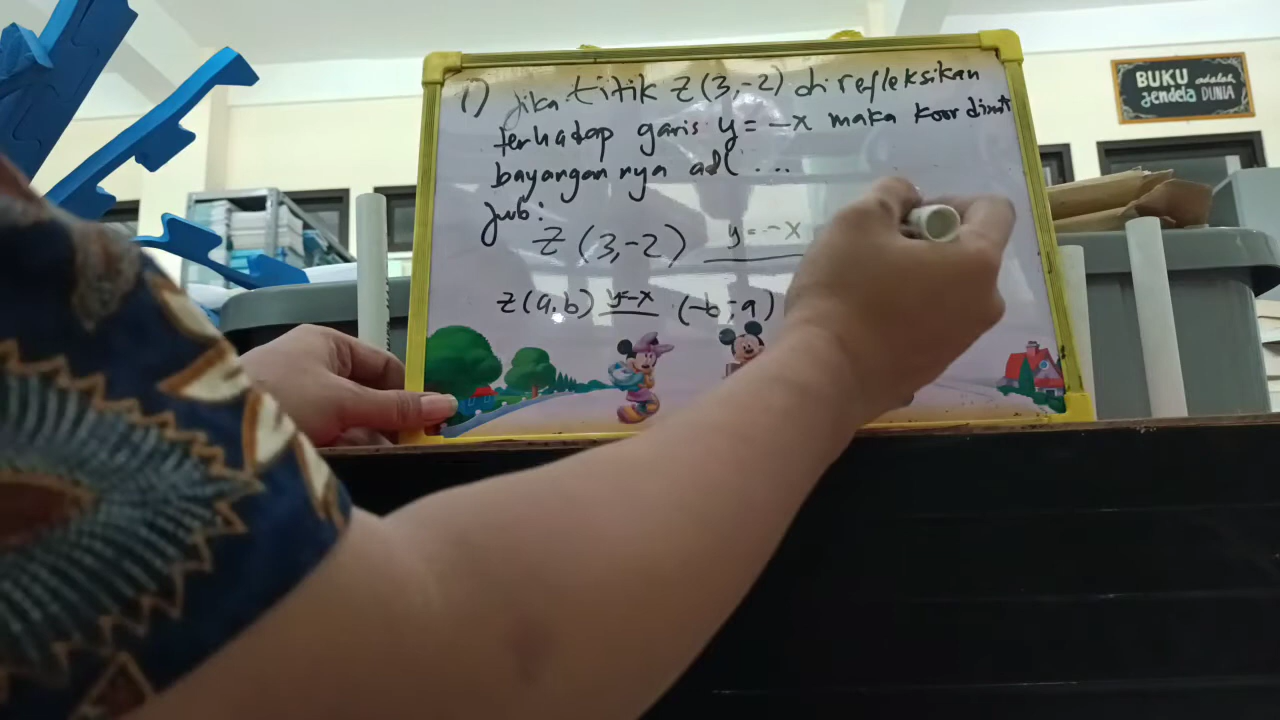 1) Jika titik Z(3,-2) direfleksikan
terhadap garis y = -x maka koordinat
bayangannya adl ...
Jwb:
Z (3,-2) y=-x
Z(a,b) y=-x (-b;a)
BUKU adalah
Jendela DUNIA